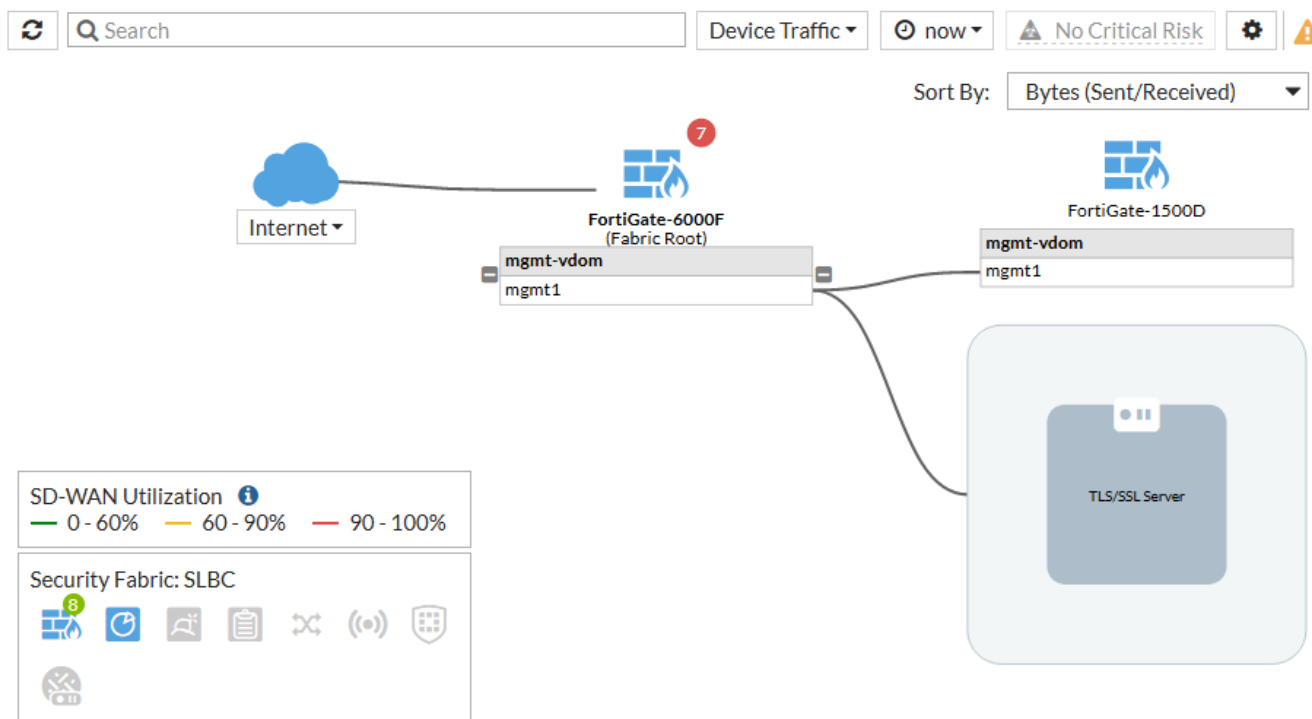 Search
Device Traffic
now
No Critical Risk
Sort By:
Bytes (Sent/Received)
7
Internet
FortiGate-6000F
(Fabric Root)
mgmt-vdom
mgmt1
FortiGate-1500D
mgmt-vdom
mgmt1
TLS/SSL Server
SD-WAN Utilization
0 - 60% 60 - 90% 90 - 100%
Security Fabric: SLBC
8